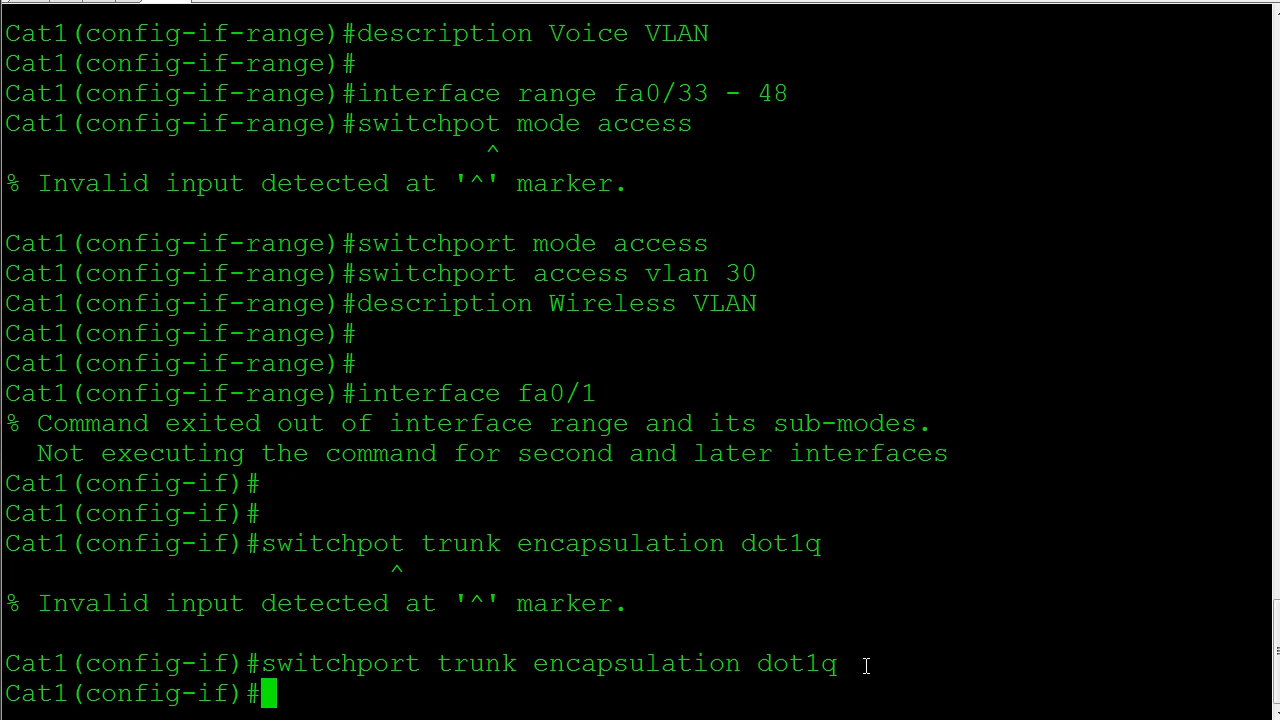 Cat1(config-if-range)#description Voice VLAN
Cat1(config-if-range)#
Cat1(config-if-range)#interface range fa0/33 - 48
Cat1(config-if-range)#switchpot mode access
^
% Invalid input detected at '^' marker.
Cat1(config-if-range)#switchport mode access
Cat1(config-if-range)#switchport access vlan 30
Cat1(config-if-range)#description Wireless VLAN
Cat1(config-if-range)#
Cat1(config-if-range)#
Cat1(config-if-range)#interface fa0/1
% Command exited out of interface range and its sub-modes.
Not executing the command for second and later interfaces
Cat1(config-if)#
Cat1(config-if)#
Cat1(config-if)#switchpot trunk encapsulation dot1q
^
% Invalid input detected at '^' marker.
Cat1(config-if)#switchport trunk encapsulation dot1q
Cat1(config-if)#